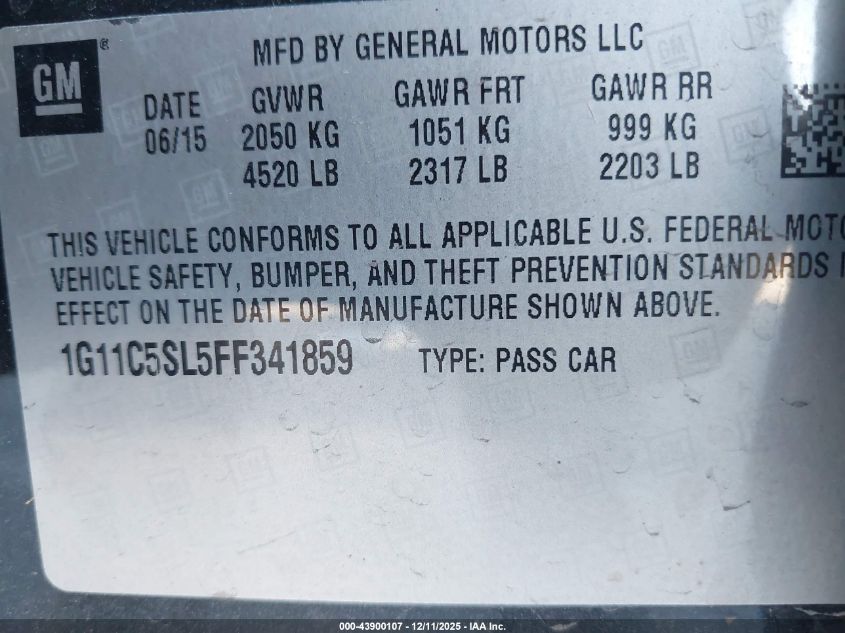 GM ®
MFD BY GENERAL MOTORS LLC
DATE GVWR GAWR FRT GAWR RR
06/15 2050 KG 1051 KG 999 KG
4520 LB 2317 LB 2203 LB
THIS VEHICLE CONFORMS TO ALL APPLICABLE U.S. FEDERAL MOTO
VEHICLE SAFETY, BUMPER, AND THEFT PREVENTION STANDARDS I
EFFECT ON THE DATE OF MANUFACTURE SHOWN ABOVE.
1G11C5SL5FF341859 TYPE: PASS CAR
000-43900107 - 12/11/2025 - IAA Inc.